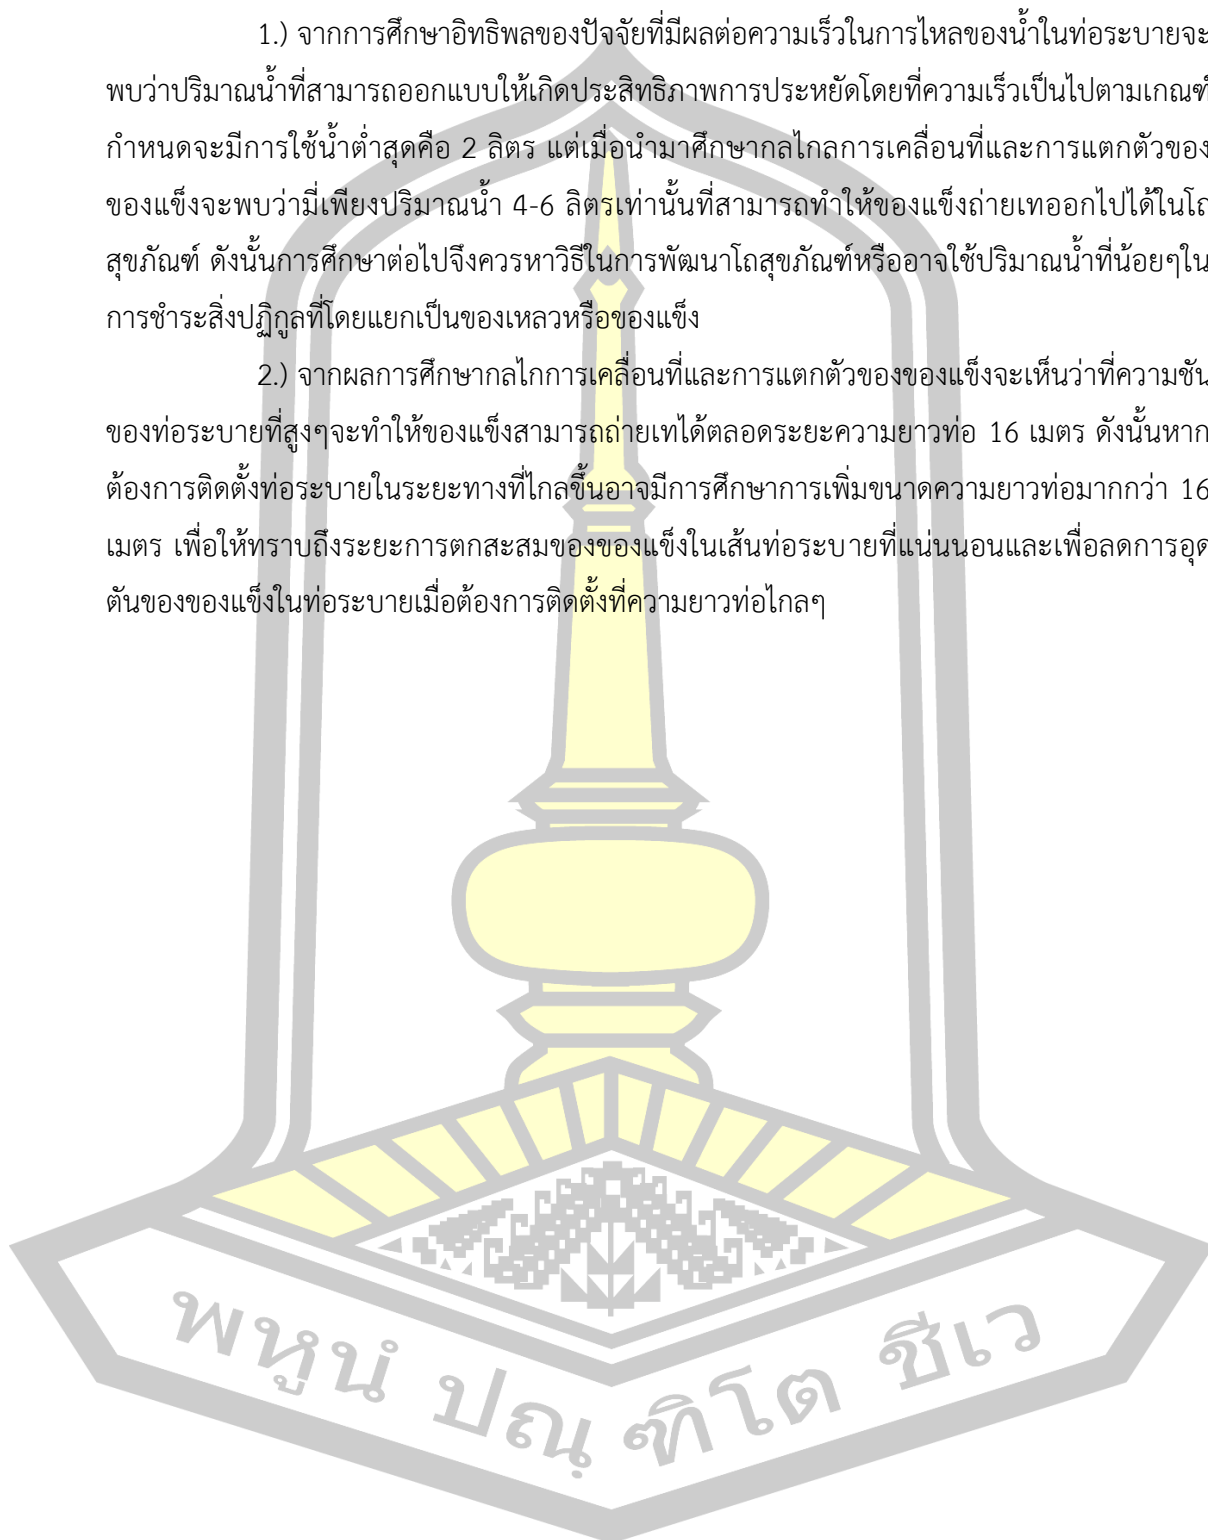 1.) จากการศึกษาอิทธิพลของปัจจัยที่มีผลต่อความเร็วในการไหลของน้ำในท่อระบายจะ
พบว่าปริมาณน้ำที่สามารถออกแบบให้เกิดประสิทธิภาพการประหยัดโดยที่ความเร็วเป็นไปตามเกณฑ์
กำหนดจะมีการใช้น้ำต่ำสุดคือ 2 ลิตร แต่เมื่อนำมาศึกษากลไกลการเคลื่อนที่และการแตกตัวของ
ของแข็งจะพบว่ามี่เพียงปริมาณน้ำ 4-6 ลิตรเท่านั้นที่สามารถทำให้ของแข็งถ่ายเทออกไปได้ในโถ
สุขภัณฑ์ ดังนั้นการศึกษาต่อไปจึงควรหาวิธีในการพัฒนาโถสุขภัณฑ์หรืออาจใช้ปริมาณน้ำที่น้อยๆใน
การชำระสิ่งปฏิกูลที่โดยแยกเป็นของเหลวหรือของแข็ง
2.) จากผลการศึกษากลไกการเคลื่อนที่และการแตกตัวของของแข็งจะเห็นว่าที่ความชัน
ของท่อระบายที่สูงๆจะทำให้ของแข็งสามารถถ่ายเทได้ตลอดระยะความยาวท่อ 16 เมตร ดังนั้นหาก
ต้องการติดตั้งท่อระบายในระยะทางที่ไกลขึ้นอาจมีการศึกษาการเพิ่มขนาดความยาวท่อมากกว่า 16
เมตร เพื่อให้ทราบถึงระยะการตกสะสมของของแข็งในเส้นท่อระบายที่แน่นนอนและเพื่อลดการอุด
ตันของของแข็งในท่อระบายเมื่อต้องการติดตั้งที่ความยาวท่อไกลๆ
พหูนํ ปณฺ ฑิโต ชีเว